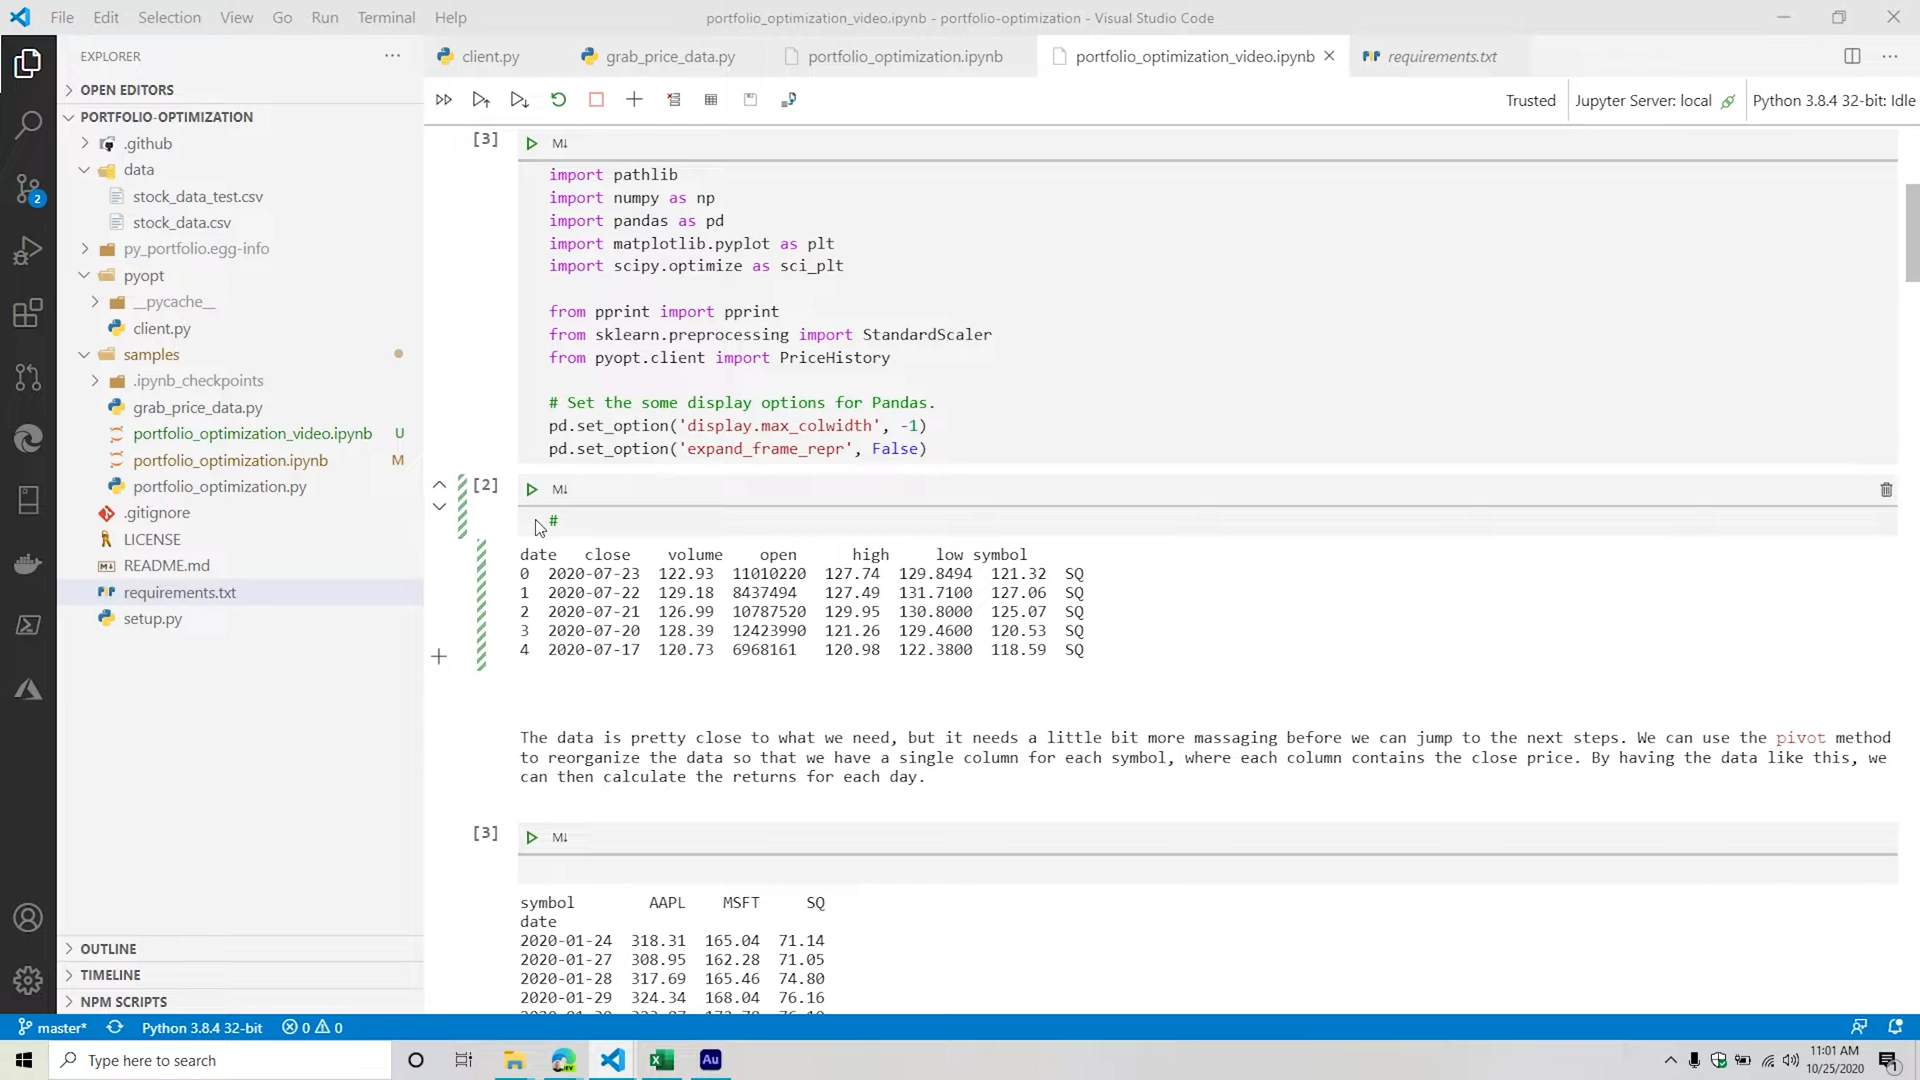 File Edit Selection View Go Run Terminal Help
portfolio_optimization_video.ipynb - portfolio-optimization - Visual Studio Code
EXPLORER
client.py
grab_price_data.py
portfolio_optimization.ipynb
portfolio_optimization_video.ipynb
requirements.txt
OPEN EDITORS
PORTFOLIO-OPTIMIZATION
.github
data
stock_data_test.csv
stock_data.csv
py_portfolio.egg-info
pyopt
__pycache__
client.py
samples
.ipynb_checkpoints
grab_price_data.py
portfolio_optimization_video.ipynb U
portfolio_optimization.ipynb M
portfolio_optimization.py
.gitignore
LICENSE
README.md
requirements.txt
setup.py
OUTLINE
TIMELINE
NPM SCRIPTS
2
Trusted
Jupyter Server: local
Python 3.8.4 32-bit: Idle
[3]
M↓
import pathlib
import numpy as np
import pandas as pd
import matplotlib.pyplot as plt
import scipy.optimize as sci_plt
from pprint import pprint
from sklearn.preprocessing import StandardScaler
from pyopt.client import PriceHistory
# Set the some display options for Pandas.
pd.set_option('display.max_colwidth', -1)
pd.set_option('expand_frame_repr', False)
[2]
M↓
#
date close volume open high low symbol
0 2020-07-23 122.93 11010220 127.74 129.8494 121.32 SQ
1 2020-07-22 129.18 8437494 127.49 131.7100 127.06 SQ
2 2020-07-21 126.99 10787520 129.95 130.8000 125.07 SQ
3 2020-07-20 128.39 12423990 121.26 129.4600 120.53 SQ
4 2020-07-17 120.73 6968161 120.98 122.3800 118.59 SQ
The data is pretty close to what we need, but it needs a little bit more massaging before we can jump to the next steps. We can use the pivot method
to reorganize the data so that we have a single column for each symbol, where each column contains the close price. By having the data like this, we
can then calculate the returns for each day.
[3]
M↓
symbol AAPL MSFT SQ
date
2020-01-24 318.31 165.04 71.14
2020-01-27 308.95 162.28 71.05
2020-01-28 317.69 165.46 74.80
2020-01-29 324.34 168.04 76.16
master*
Python 3.8.4 32-bit
0
0
Type here to search
Au
11:01 AM
10/25/2020
1